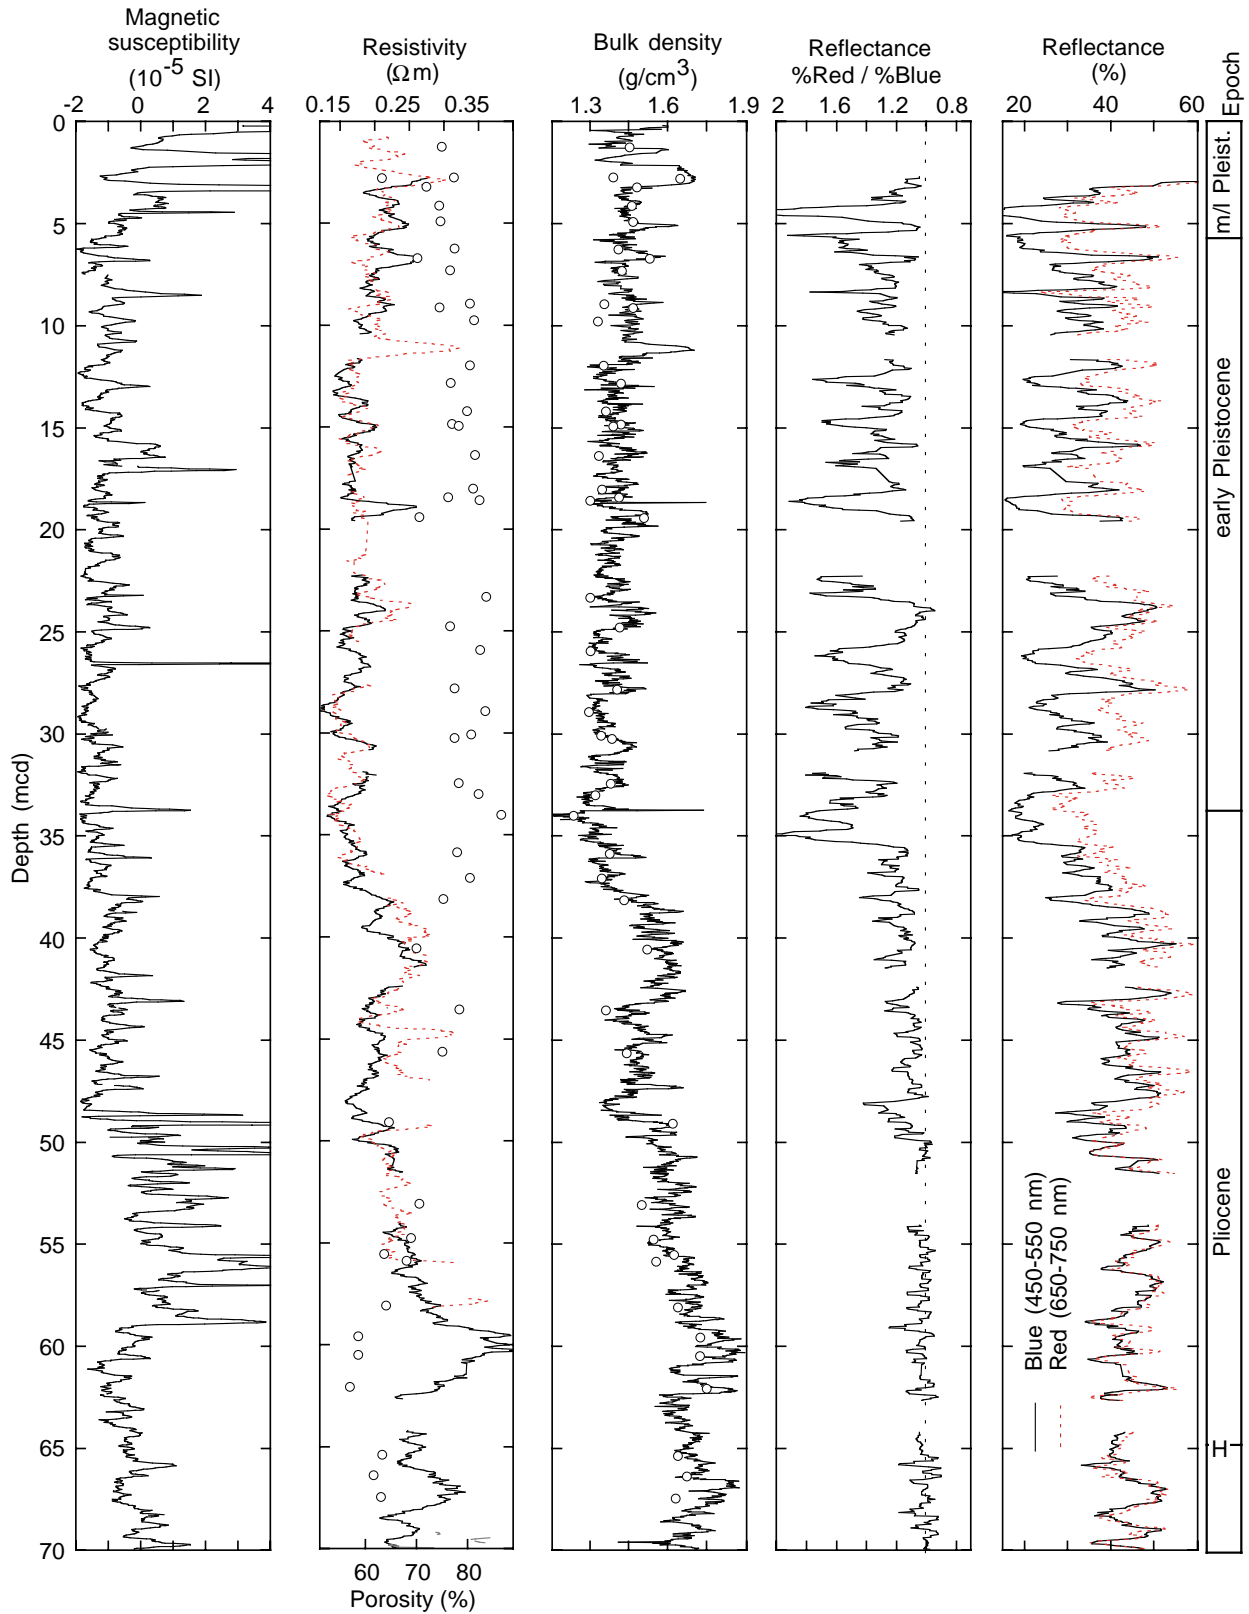 Magnetic
susceptibility
(10-5 SI)
-2 0 2 4
Resistivity
(Ωm)
0.15 0.25 0.35
Bulk density
(g/cm3)
1.3 1.6 1.9
Reflectance
%Red / %Blue
2 1.6 1.2 0.8
Reflectance
(%)
20 40 60
Epoch
Depth (mcd)
0
5
10
15
20
25
30
35
40
45
50
55
60
65
70
m/l Pleist.
early Pleistocene
Pliocene
H
Blue (450-550 nm)
Red (650-750 nm)
60 70 80
Porosity (%)